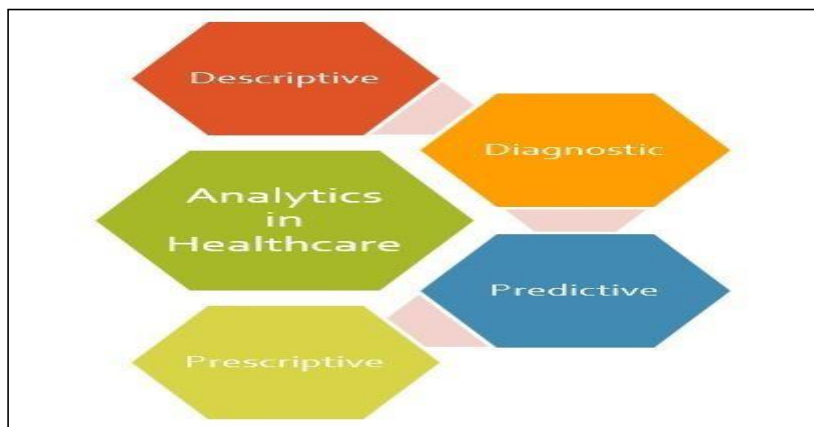 Descriptive
Diagnostic
Analytics
in
Healthcare
Predictive
Prescriptive